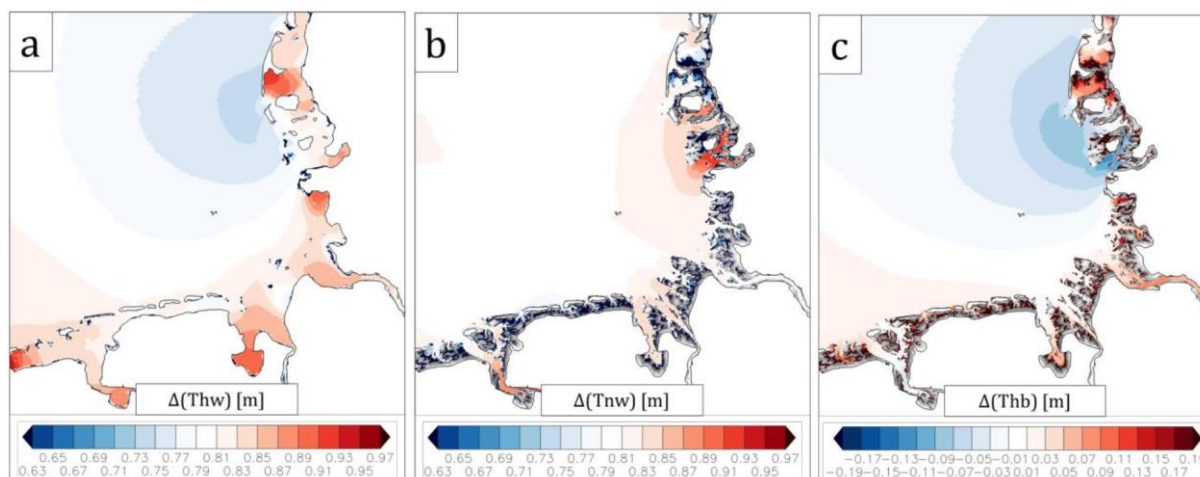 a
b
c
Δ(Thw) [m]
Δ(Tnw) [m]
Δ(Thb) [m]
0.65 0.69 0.73 0.77 0.81 0.85 0.89 0.93 0.97
0.63 0.67 0.71 0.75 0.79 0.83 0.87 0.91 0.95
0.65 0.69 0.73 0.77 0.81 0.85 0.89 0.93 0.97
0.63 0.67 0.71 0.75 0.79 0.83 0.87 0.91 0.95
−0.17 −0.13 −0.09 −0.05 −0.01 0.03 0.07 0.11 0.15
−0.19 −0.15 −0.11 −0.07 −0.03 0.01 0.05 0.09 0.13 0.17